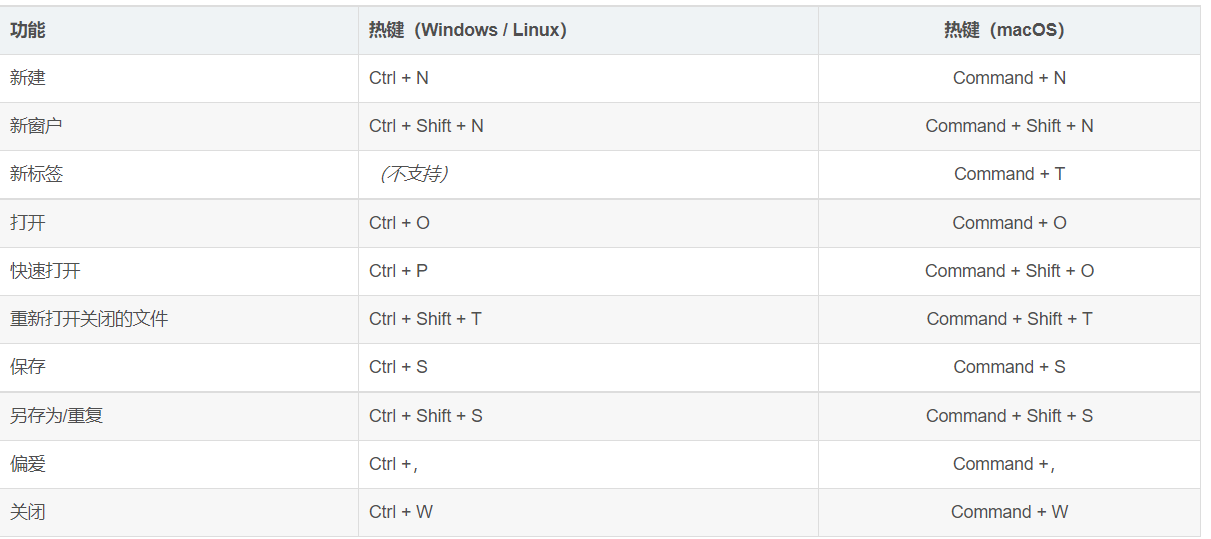 功能 热键（Windows / Linux） 热键（macOS）
新建 Ctrl + N Command + N
新窗户 Ctrl + Shift + N Command + Shift + N
新标签 （不支持） Command + T
打开 Ctrl + O Command + O
快速打开 Ctrl + P Command + Shift + O
重新打开关闭的文件 Ctrl + Shift + T Command + Shift + T
保存 Ctrl + S Command + S
另存为/重复 Ctrl + Shift + S Command + Shift + S
偏爱 Ctrl +， Command +，
关闭 Ctrl + W Command + W